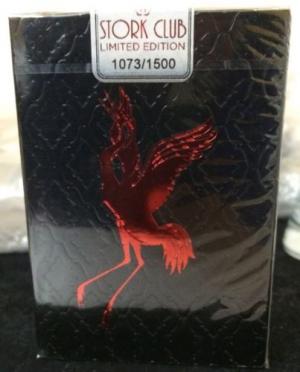 STORK CLUB
LIMITED EDITION
1073/1500